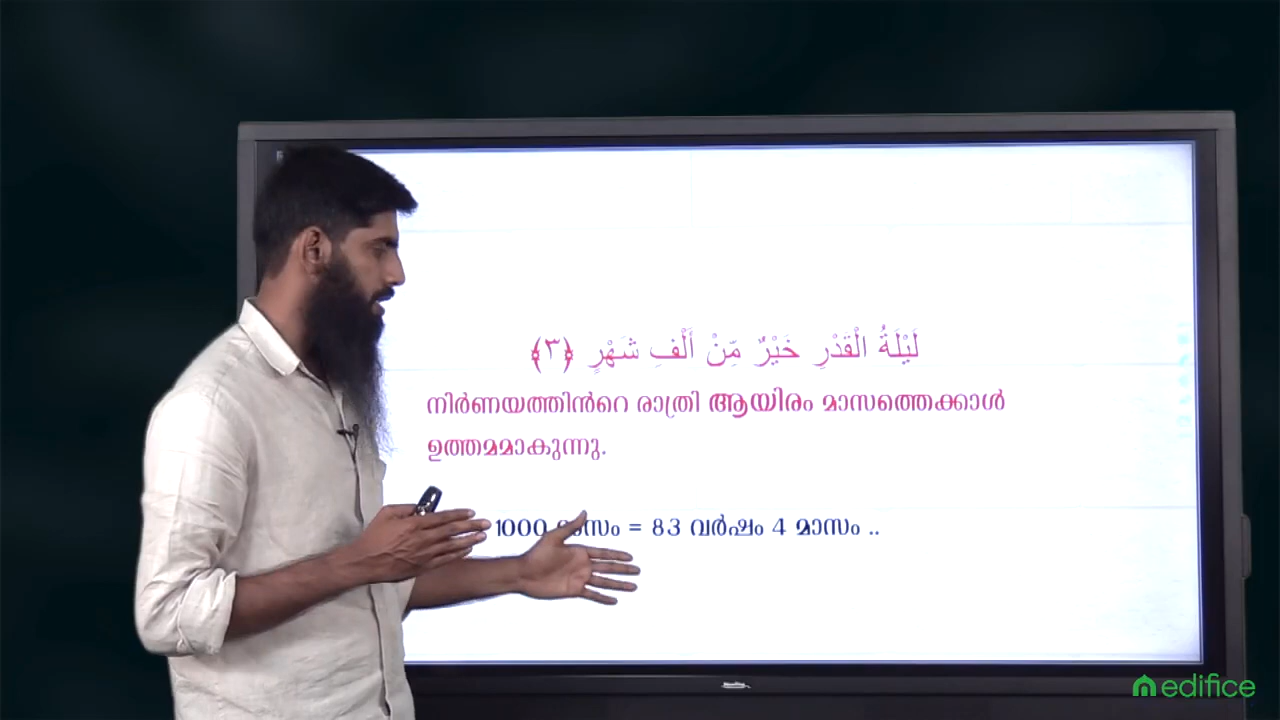 لَيْلَةُ الْقَدْرِ خَيْرٌ مِّنْ أَلْفِ شَهْرٍ ﴿٣﴾
നിർണയത്തിൻറെ രാത്രി ആയിരം മാസത്തെക്കാൾ
ഉത്തമമാകുന്നു.
1000 = 83 വർഷം 4 മാസം ..
edifice